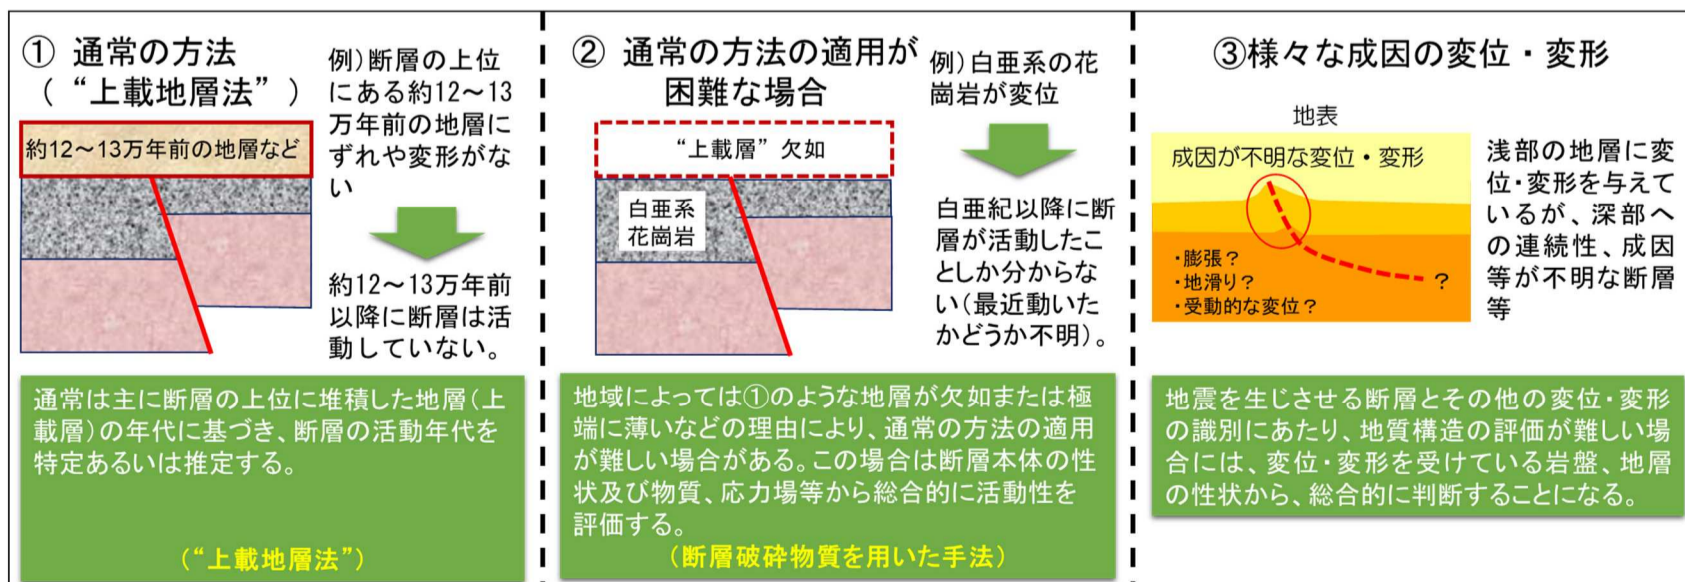 ① 通常の方法
(“上載地層法”)
例)断層の上位
にある約12~13
万年前の地層に
ずれや変形がな
い
約12~13万年前の地層など
約12~13万年前
以降に断層は活
動していない。
通常は主に断層の上位に堆積した地層(上
載層)の年代に基づき、断層の活動年代を
特定あるいは推定する。
(“上載地層法”)
② 通常の方法の適用が
困難な場合
例)白亜系の花
崗岩が変位
“上載層” 欠如
白亜系
花崗岩
白亜紀以降に断
層が活動したこ
としか分からな
い(最近動いた
かどうか不明)。
地域によっては①のような地層が欠如または極
端に薄いなどの理由により、通常の方法の適用
が難しい場合がある。この場合は断層本体の性
状及び物質、応力場等から総合的に活動性を
評価する。
(断層破砕物質を用いた手法)
③様々な成因の変位・変形
地表
成因が不明な変位・変形
・膨張?
・地滑り?
・受動的な変位?
?
浅部の地層に変
位・変形を与えて
いるが、深部へ
の連続性、成因
等が不明な断層
等
地震を生じさせる断層とその他の変位・変形
の識別にあたり、地質構造の評価が難しい場
合には、変位・変形を受けている岩盤、地層
の性状から、総合的に判断することになる。